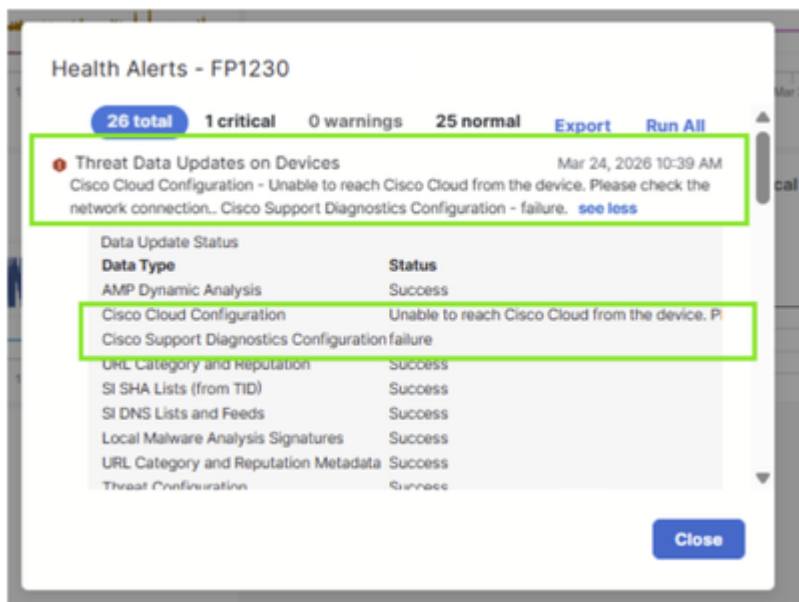 Health Alerts - FP1230
26 total 1 critical 0 warnings 25 normal Export Run All
Threat Data Updates on Devices Mar 24, 2026 10:39 AM
Cisco Cloud Configuration - Unable to reach Cisco Cloud from the device. Please check the
network connection.. Cisco Support Diagnostics Configuration - failure. see less
Data Update Status
Data Type Status
AMP Dynamic Analysis Success
Cisco Cloud Configuration Unable to reach Cisco Cloud from the device. Pl
Cisco Support Diagnostics Configuration failure
URL Category and Reputation Success
SI SHA Lists (from TID) Success
SI DNS Lists and Feeds Success
Local Malware Analysis Signatures Success
URL Category and Reputation Metadata Success
Threat Configuration Success
Close